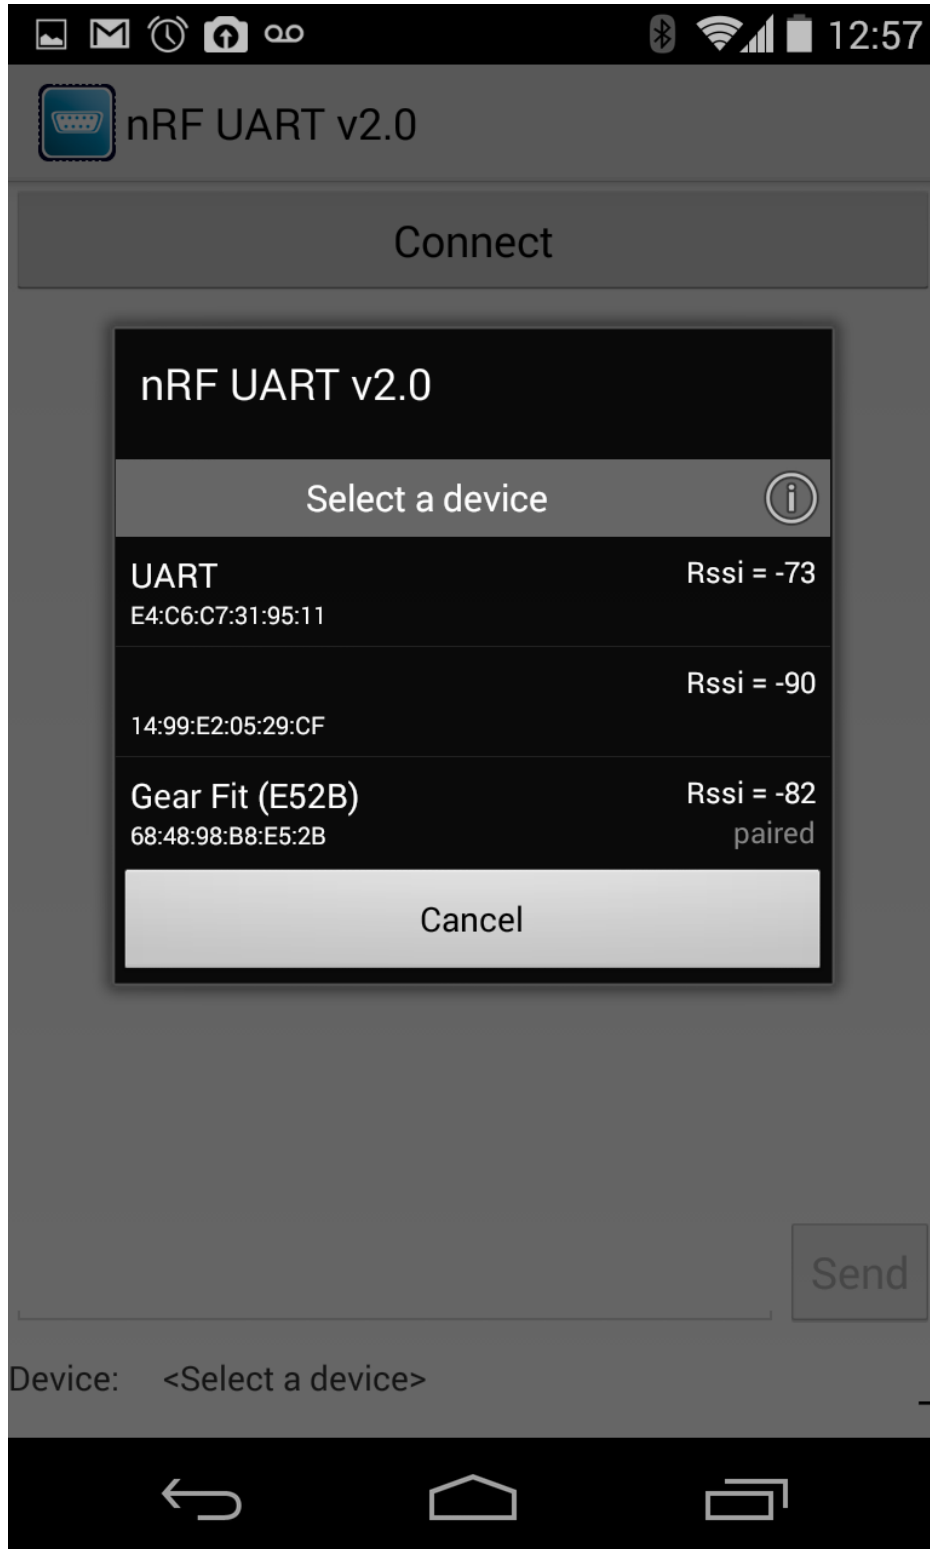 12:57
nRF UART v2.0
Connect
nRF UART v2.0
Select a device
UART Rssi = -73
E4:C6:C7:31:95:11
Rssi = -90
14:99:E2:05:29:CF
Gear Fit (E52B) Rssi = -82
68:48:98:B8:E5:2B paired
Cancel
Send
Device: <Select a device>